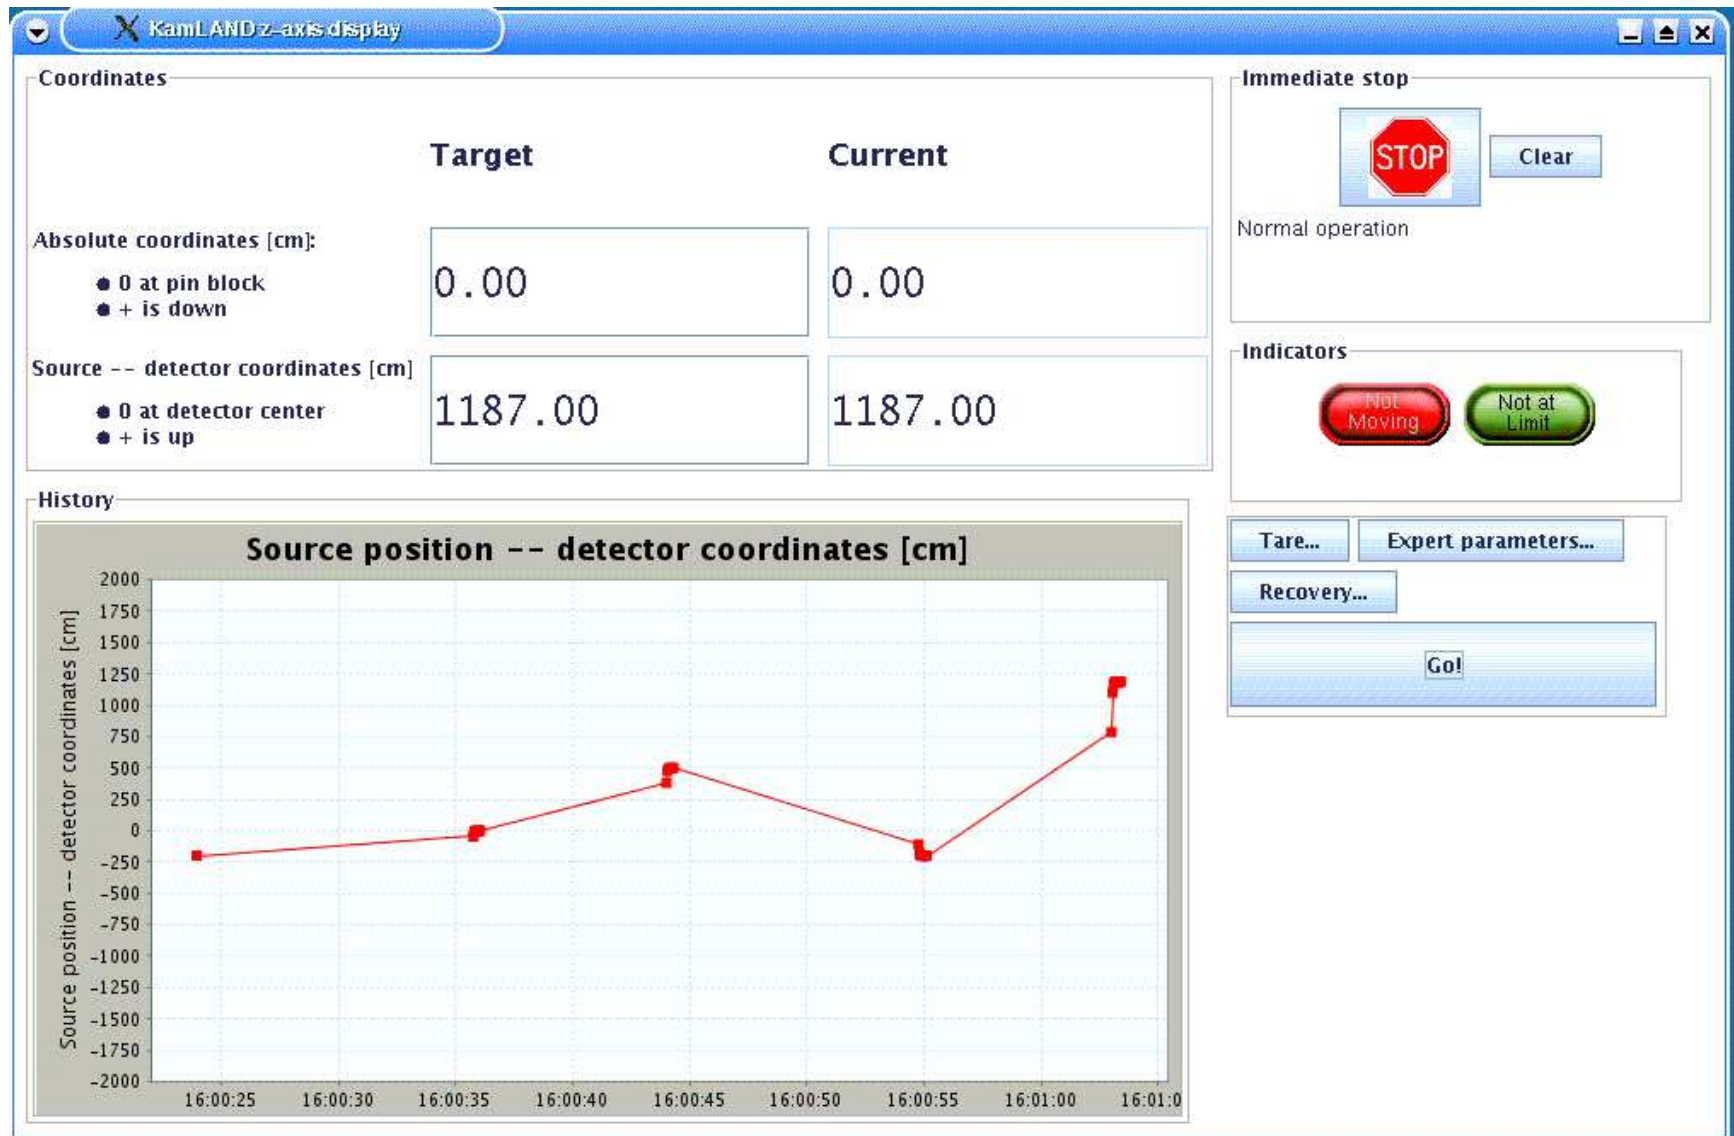 KamLAND z-axis display
Coordinates
Target
Current
Absolute coordinates [cm]:
0 at pin block
+ is down
0.00
0.00
Source -- detector coordinates [cm]
0 at detector center
+ is up
1187.00
1187.00
Immediate stop
STOP
Clear
Normal operation
Indicators
Not
Moving
Not at
Limit
Tare...
Expert parameters...
Recovery...
Go!
History
Source position -- detector coordinates [cm]
Source position -- detector coordinates [cm]
2000
1750
1500
1250
1000
750
500
250
0
-250
-500
-750
-1000
-1250
-1500
-1750
-2000
16:00:25 16:00:30 16:00:35 16:00:40 16:00:45 16:00:50 16:00:55 16:01:00 16:01:0